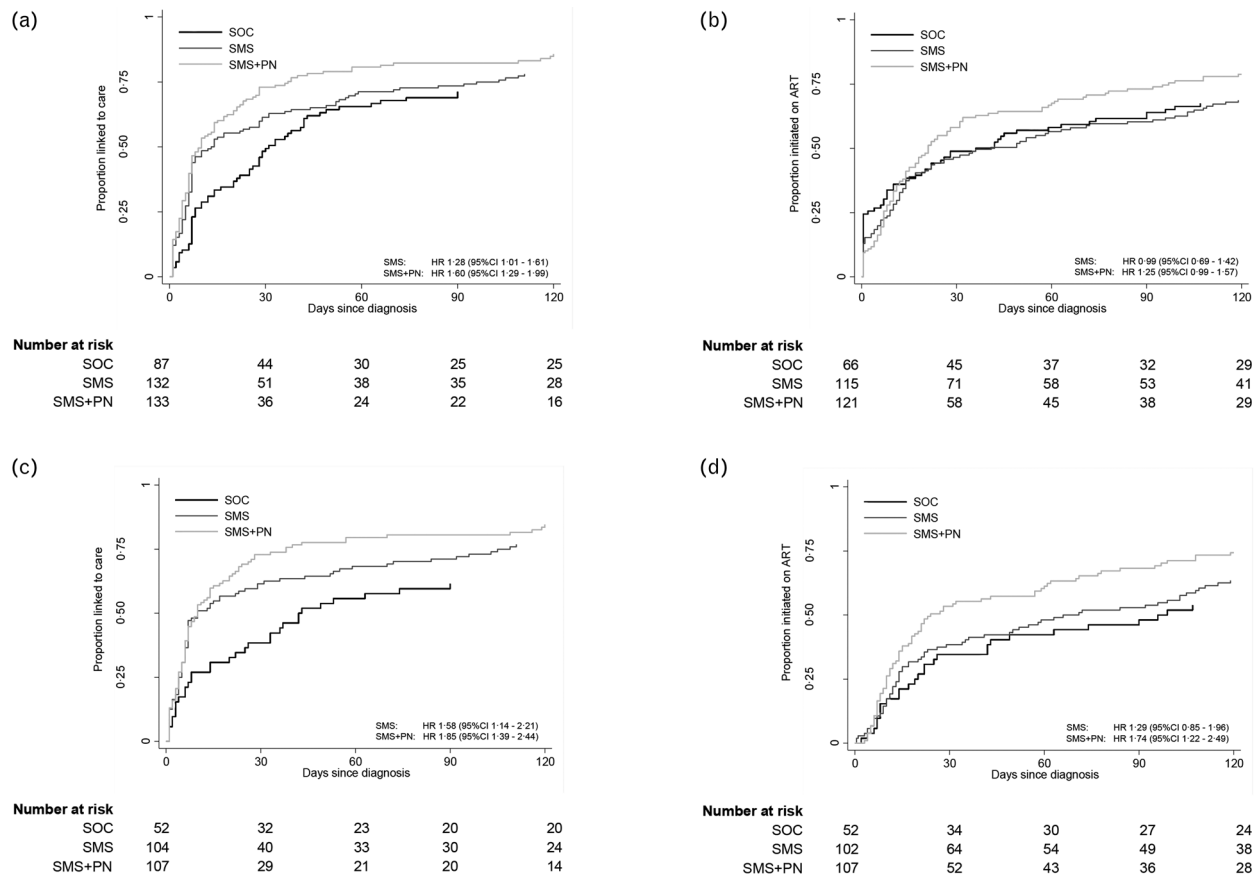 (a)
1
0·75
0·50
0·25
0
Proportion linked to care
SOC
SMS
SMS+PN
SMS: HR 1·28 (95%CI 1·01 - 1·61)
SMS+PN: HR 1·60 (95%CI 1·29 - 1·99)
0 30 60 90 120
Days since diagnosis
Number at risk
SOC 87 44 30 25 25
SMS 132 51 38 35 28
SMS+PN 133 36 24 22 16
(b)
1
0·75
0·50
0·25
0
Proportion initiated on ART
SOC
SMS
SMS+PN
SMS: HR 0·99 (95%CI 0·69 - 1·42)
SMS+PN: HR 1·25 (95%CI 0·99 - 1·57)
0 30 60 90 120
Days since diagnosis
Number at risk
SOC 66 45 37 32 29
SMS 115 71 58 53 41
SMS+PN 121 58 45 38 29
(c)
1
0·75
0·50
0·25
0
Proportion linked to care
SOC
SMS
SMS+PN
SMS: HR 1·58 (95%CI 1·14 - 2·21)
SMS+PN: HR 1·85 (95%CI 1·39 - 2·44)
0 30 60 90 120
Days since diagnosis
Number at risk
SOC 52 32 23 20 20
SMS 104 40 33 30 24
SMS+PN 107 29 21 20 14
(d)
1
0·75
0·50
0·25
0
Proportion initiated on ART
SOC
SMS
SMS+PN
SMS: HR 1·29 (95%CI 0·85 - 1·96)
SMS+PN: HR 1·74 (95%CI 1·22 - 2·49)
0 30 60 90 120
Days since diagnosis
Number at risk
SOC 52 34 30 27 24
SMS 102 64 54 49 38
SMS+PN 107 52 43 36 28